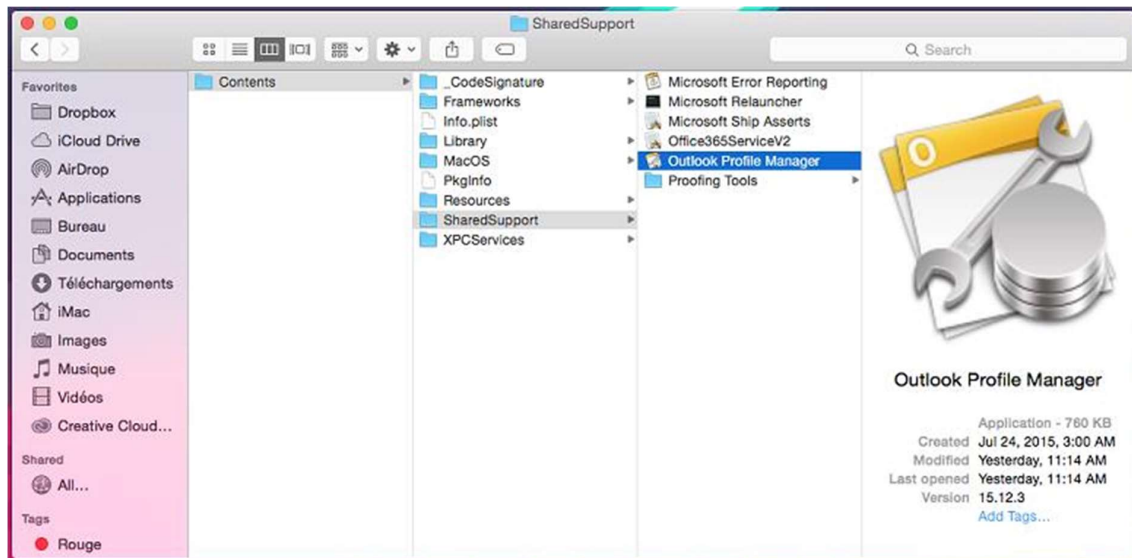 SharedSupport
Search
Favorites
Dropbox
iCloud Drive
AirDrop
Applications
Bureau
Documents
Téléchargements
iMac
Images
Musique
Vidéos
Creative Cloud...
Shared
All...
Tags
Rouge
Contents
_CodeSignature
Frameworks
Info.plist
Library
MacOS
PkgInfo
Resources
SharedSupport
XPCServices
Microsoft Error Reporting
Microsoft Relauncher
Microsoft Ship Asserts
Office365ServiceV2
Outlook Profile Manager
Proofing Tools
O
Outlook Profile Manager
Application - 760 KB
Created Jul 24, 2015, 3:00 AM
Modified Yesterday, 11:14 AM
Last opened Yesterday, 11:14 AM
Version 15.12.3
Add Tags...